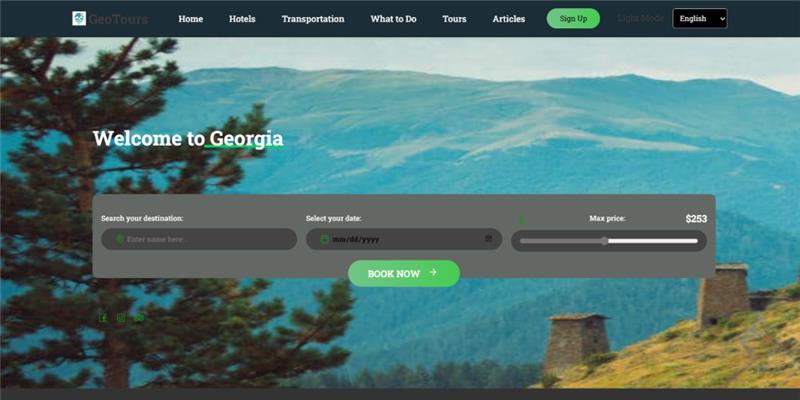 GeoTours
Home Hotels Transportation What to Do Tours Articles Sign Up Light Mode English
Welcome to Georgia
Search your destination: Select your date: Max price: $253
Enter name here... mm/dd/yyyy
BOOK NOW